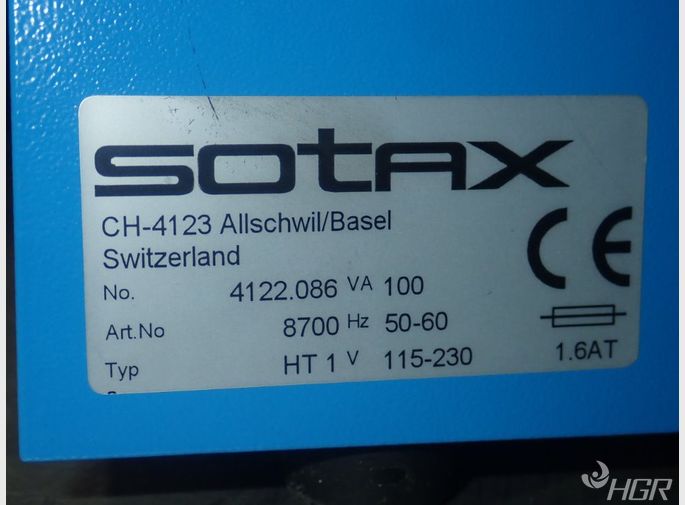 sotax
CH-4123 Allschwil/Basel
Switzerland
No. 4122.086 VA 100
Art.No 8700 Hz 50-60
Typ HT 1 V 115-230
CE
1.6AT
HGR